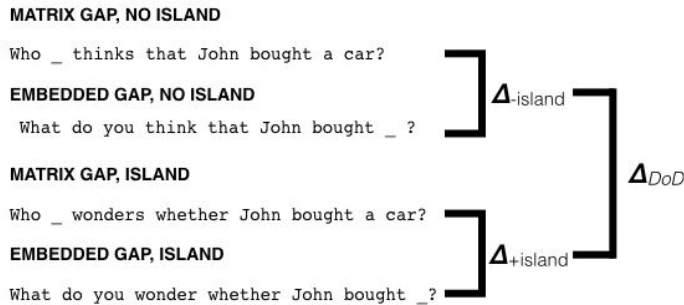 MATRIX GAP, NO ISLAND
Who _ thinks that John bought a car?
EMBEDDED GAP, NO ISLAND
What do you think that John bought _ ?
Δ-island
MATRIX GAP, ISLAND
ΔDoD
Who _ wonders whether John bought a car?
EMBEDDED GAP, ISLAND
Δ+island
What do you wonder whether John bought _?